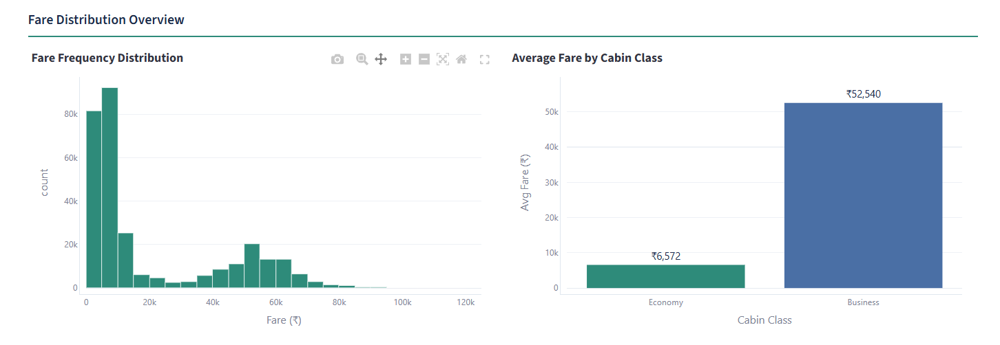 Fare Distribution Overview
Fare Frequency Distribution
80k
60k
40k
20k
0
count
0 20k 40k 60k 80k 100k 120k
Fare (₹)
Average Fare by Cabin Class
50k
40k
30k
20k
10k
0
Avg Fare (₹)
₹6,572
₹52,540
Economy Business
Cabin Class